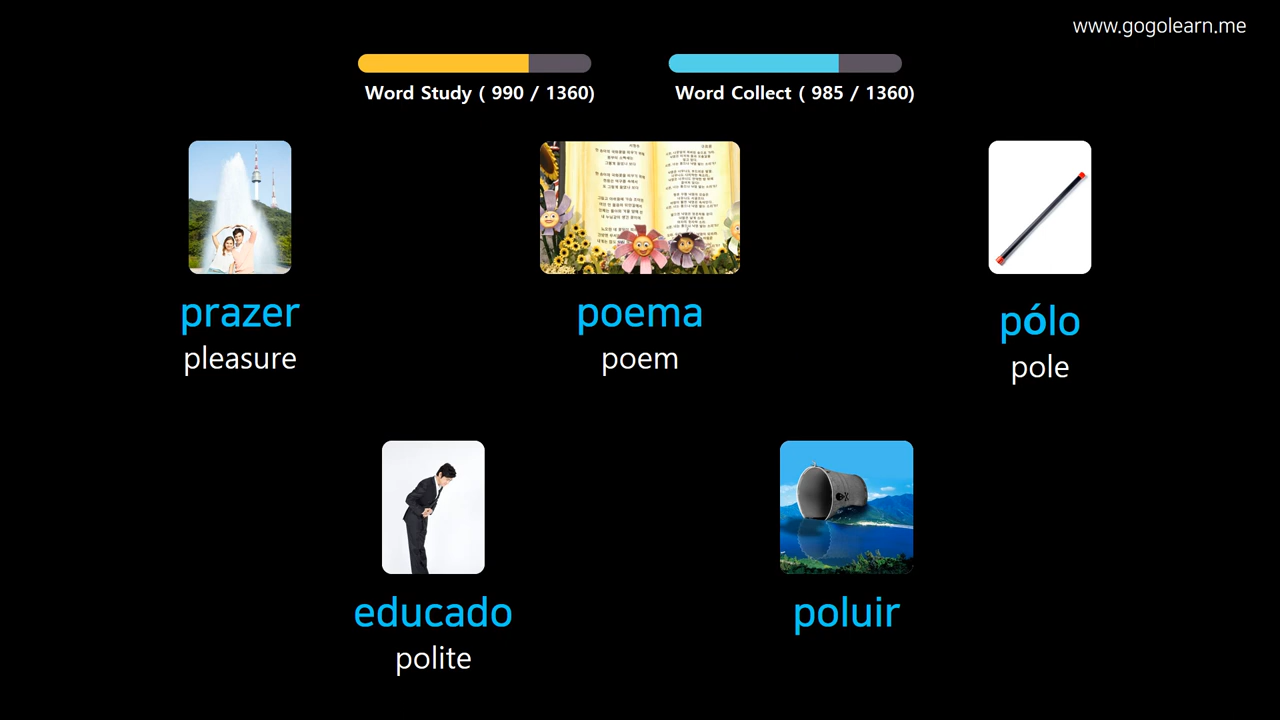 www.gogolearn.me
Word Study ( 990 / 1360)
Word Collect ( 985 / 1360)
prazer
pleasure
poema
poem
pólo
pole
educado
polite
poluir